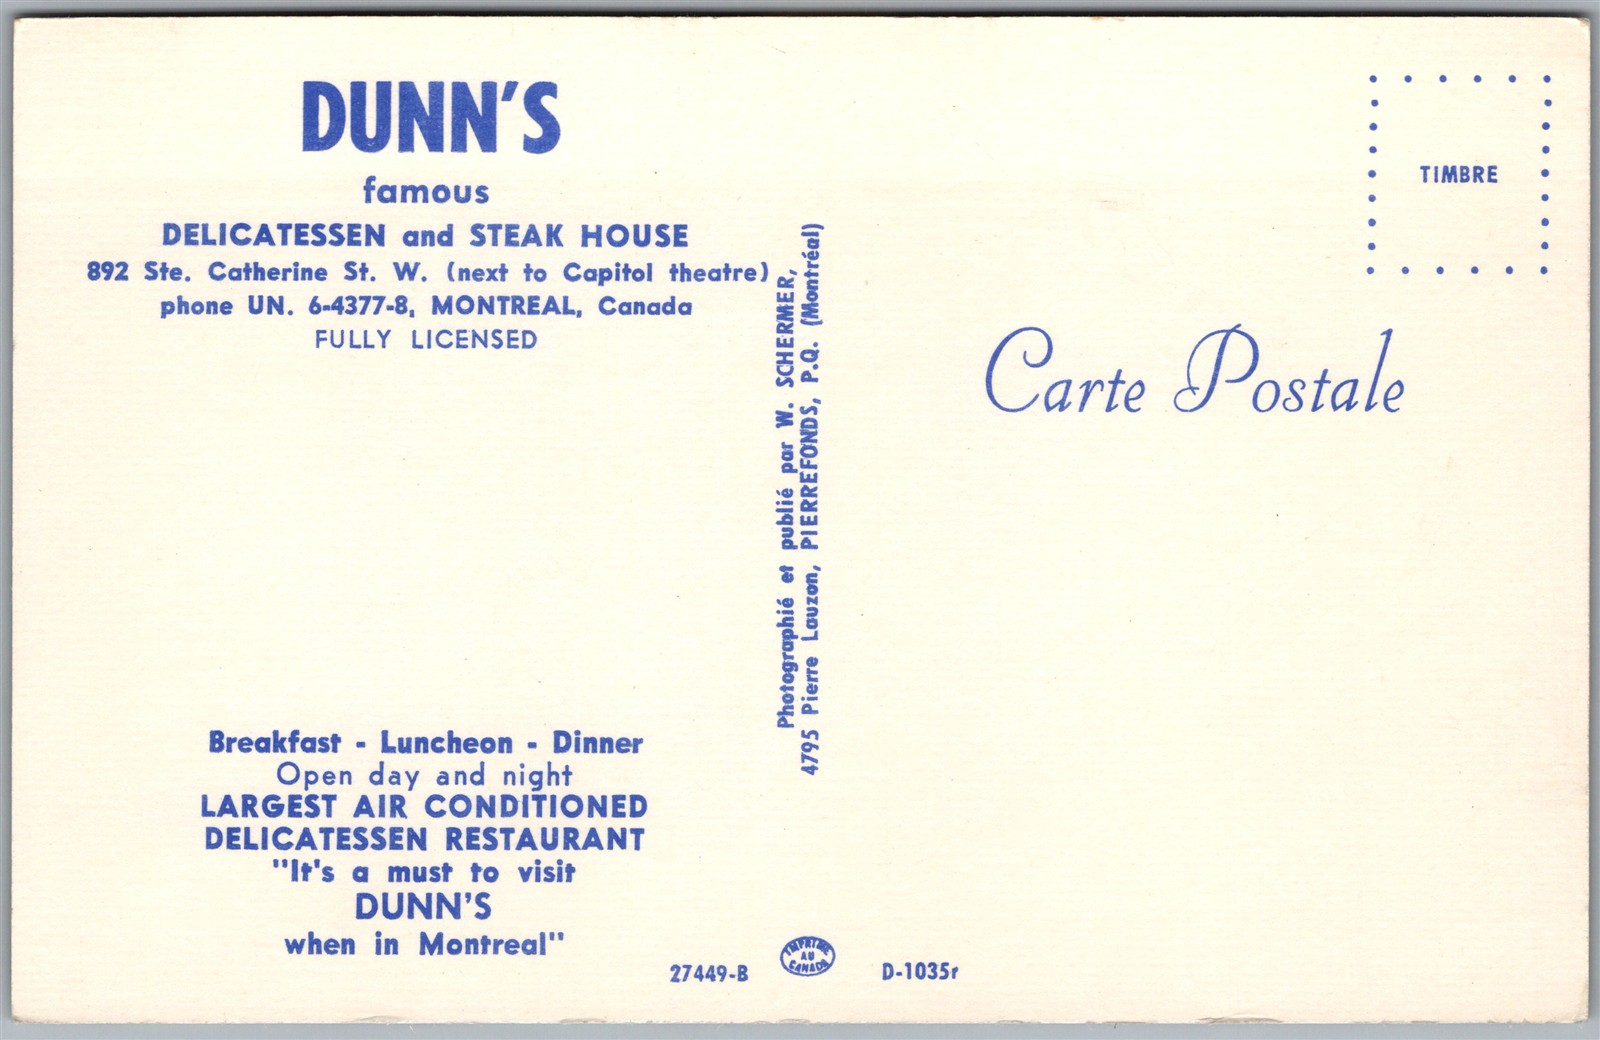 DUNN'S
famous
DELICATESSEN and STEAK HOUSE
892 Ste. Catherine St. W. (next to Capitol theatre)
phone UN. 6-4377-8, MONTREAL, Canada
FULLY LICENSED
Breakfast - Luncheon - Dinner
Open day and night
LARGEST AIR CONDITIONED
DELICATESSEN RESTAURANT
"It's a must to visit
DUNN'S
when in Montreal"
27449-B
Photographié et publié par W. SCHERMER,
4795 Pierre Lauzon, PIERREFONDS, P.Q. (Montréal)
IMPRIMÉ
AU
CANADA
D-1035r
TIMBRE
Carte Postale